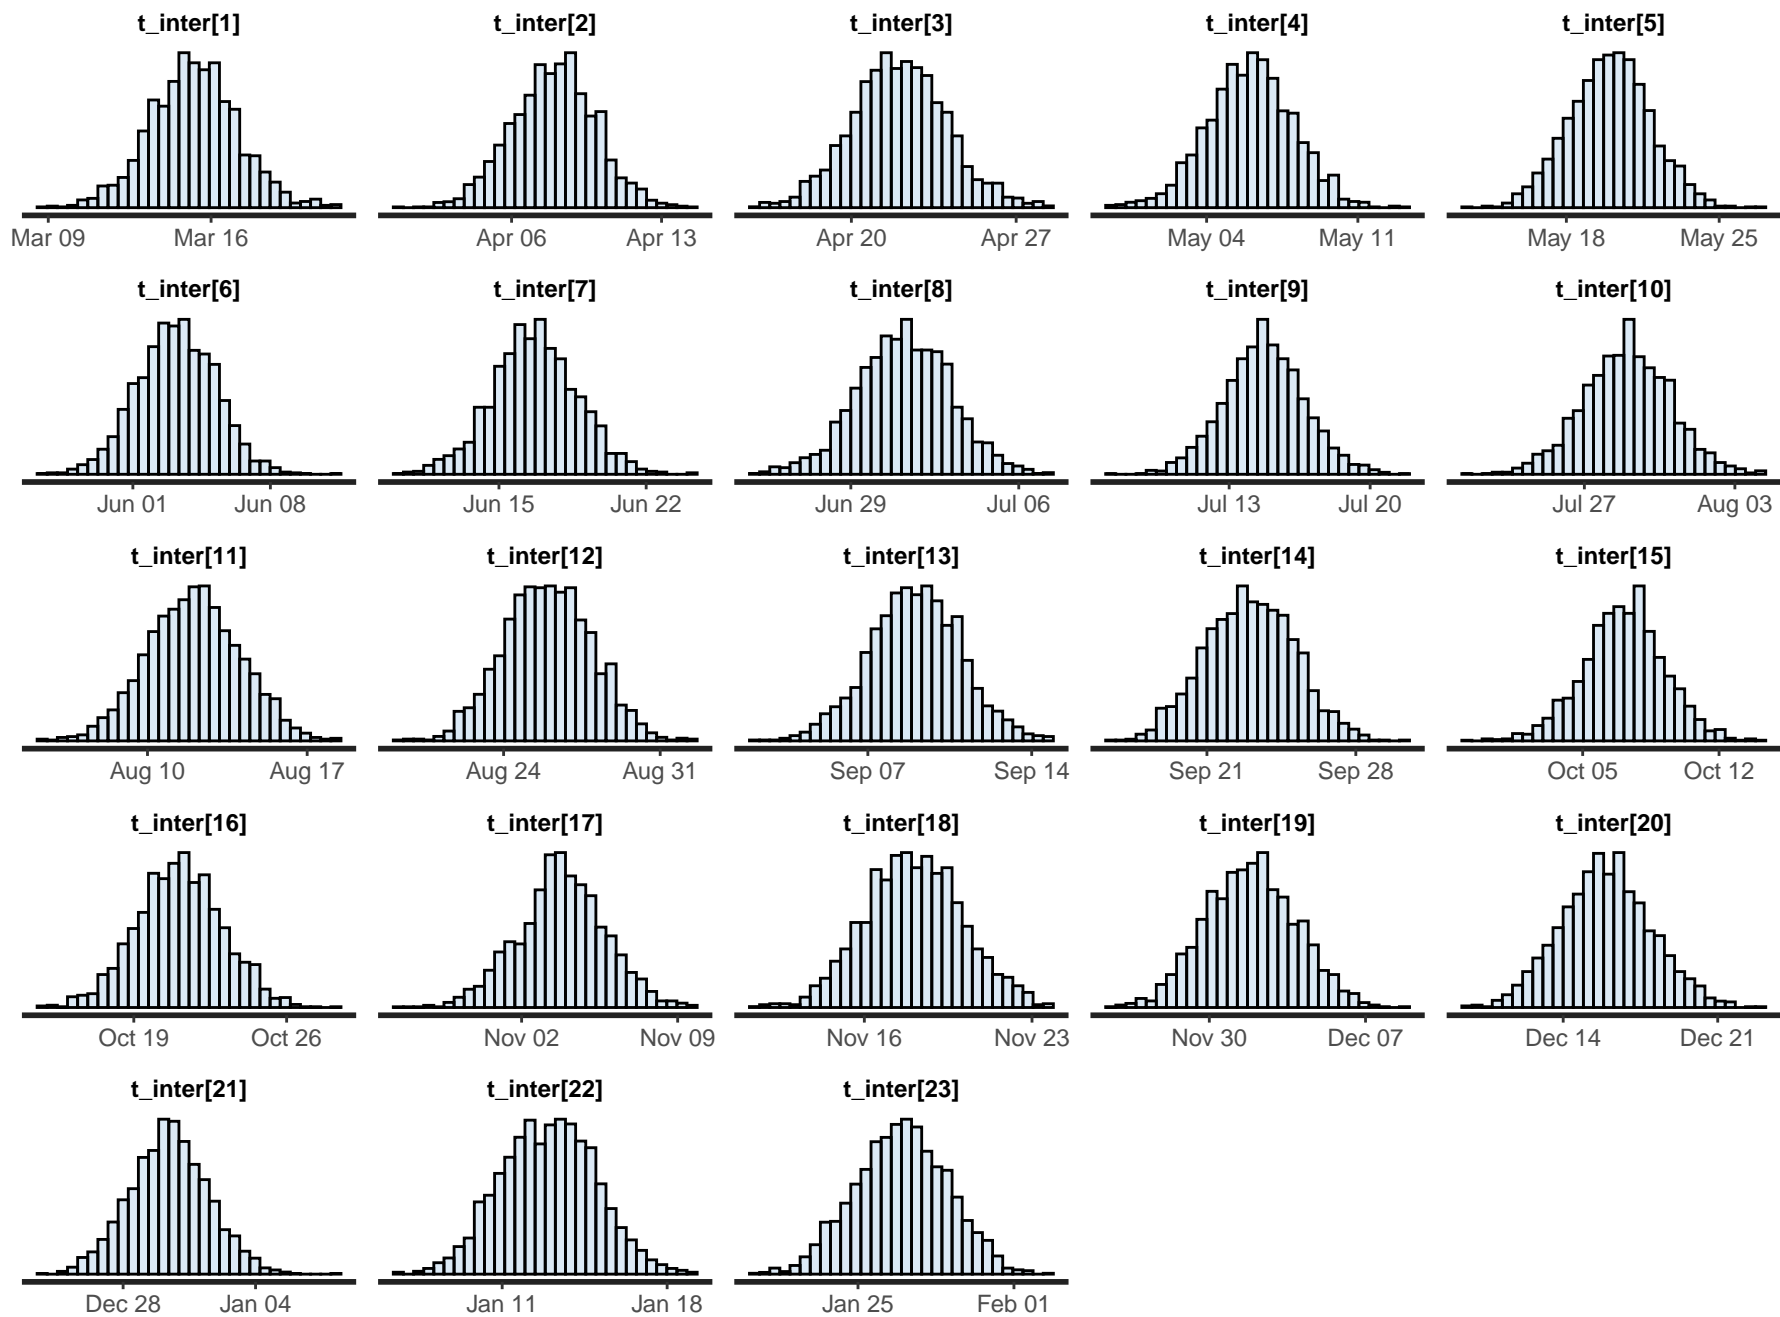 t_inter[1] t_inter[2] t_inter[3] t_inter[4] t_inter[5]
Mar 09 Mar 16 Apr 06 Apr 13 Apr 20 Apr 27 May 04 May 11 May 18 May 25
t_inter[6] t_inter[7] t_inter[8] t_inter[9] t_inter[10]
Jun 01 Jun 08 Jun 15 Jun 22 Jun 29 Jul 06 Jul 13 Jul 20 Jul 27 Aug 03
t_inter[11] t_inter[12] t_inter[13] t_inter[14] t_inter[15]
Aug 10 Aug 17 Aug 24 Aug 31 Sep 07 Sep 14 Sep 21 Sep 28 Oct 05 Oct 12
t_inter[16] t_inter[17] t_inter[18] t_inter[19] t_inter[20]
Oct 19 Oct 26 Nov 02 Nov 09 Nov 16 Nov 23 Nov 30 Dec 07 Dec 14 Dec 21
t_inter[21] t_inter[22] t_inter[23]
Dec 28 Jan 04 Jan 11 Jan 18 Jan 25 Feb 01